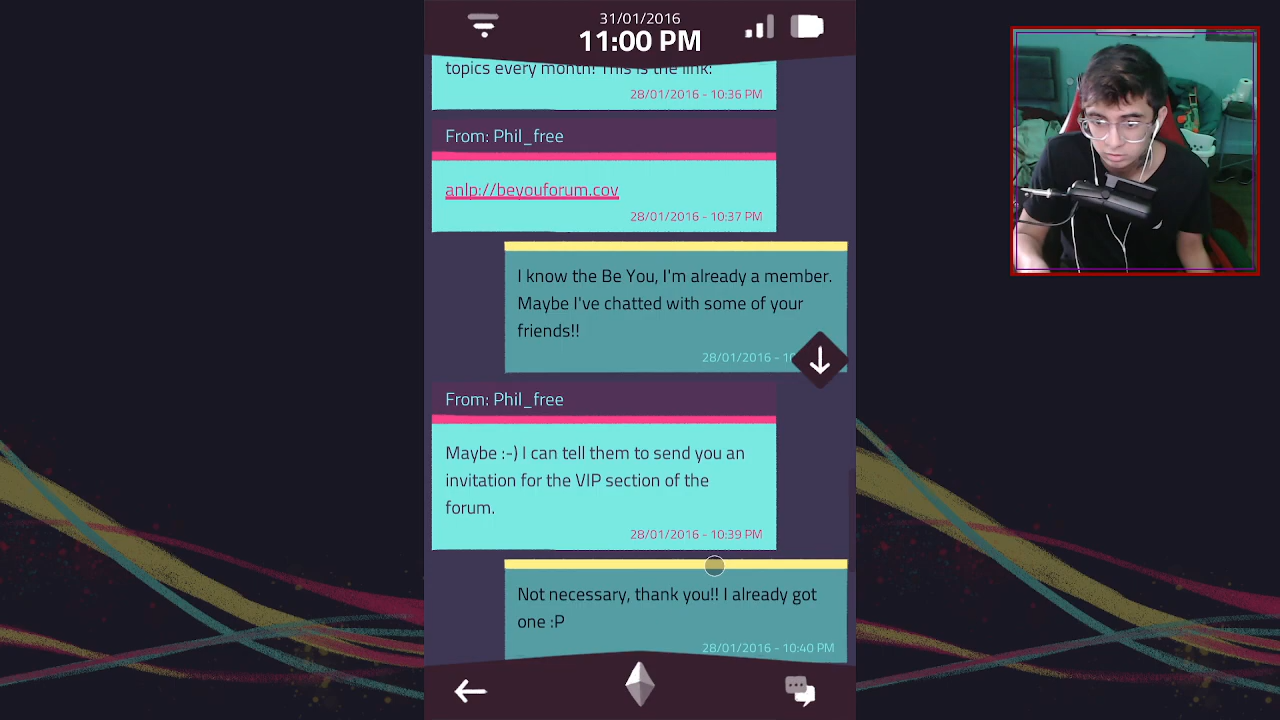 31/01/2016
11:00 PM
topics every month! This is the link:
28/01/2016 - 10:36 PM
From: Phil_free
anlp://beyouforum.cov
28/01/2016 - 10:37 PM
I know the Be You, I'm already a member.
Maybe I've chatted with some of your
friends!!
28/01/2016 - 10
From: Phil_free
Maybe :-) I can tell them to send you an
invitation for the VIP section of the
forum.
28/01/2016 - 10:39 PM
Not necessary, thank you!! I already got
one :P
28/01/2016 - 10:40 PM